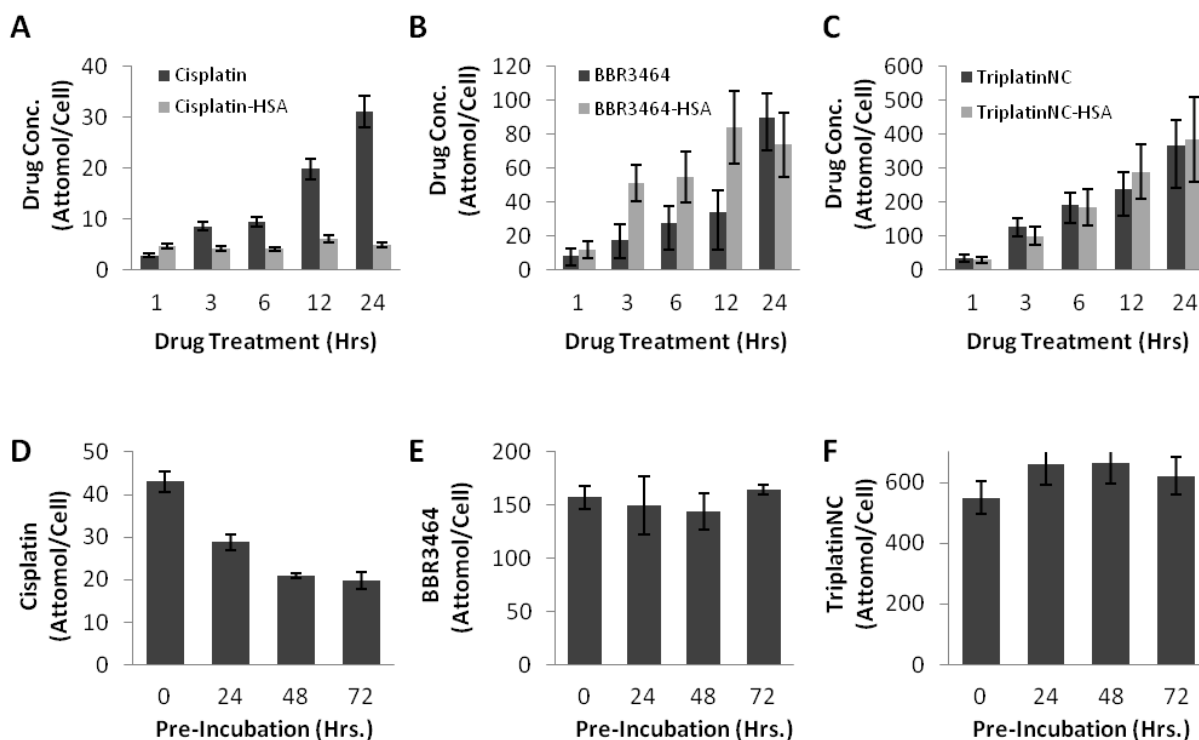 A
Drug Conc.
(Attomol/Cell)
40
30
20
10
0
Cisplatin
Cisplatin-HSA
1 3 6 12 24
Drug Treatment (Hrs)
B
Drug Conc.
(Attomol/Cell)
120
100
80
60
40
20
0
BBR3464
BBR3464-HSA
1 3 6 12 24
Drug Treatment (Hrs)
C
Drug Conc.
(Attomol/Cell)
600
500
400
300
200
100
0
TriplatinNC
TriplatinNC-HSA
1 3 6 12 24
Drug Treatment (Hrs)
D
Cisplatin
(Attomol/Cell)
50
40
30
20
10
0
0 24 48 72
Pre-Incubation (Hrs.)
E
BBR3464
(Attomol/Cell)
200
150
100
50
0
0 24 48 72
Pre-Incubation (Hrs.)
F
TriplatinNC
(Attomol/Cell)
600
400
200
0
0 24 48 72
Pre-Incubation (Hrs.)